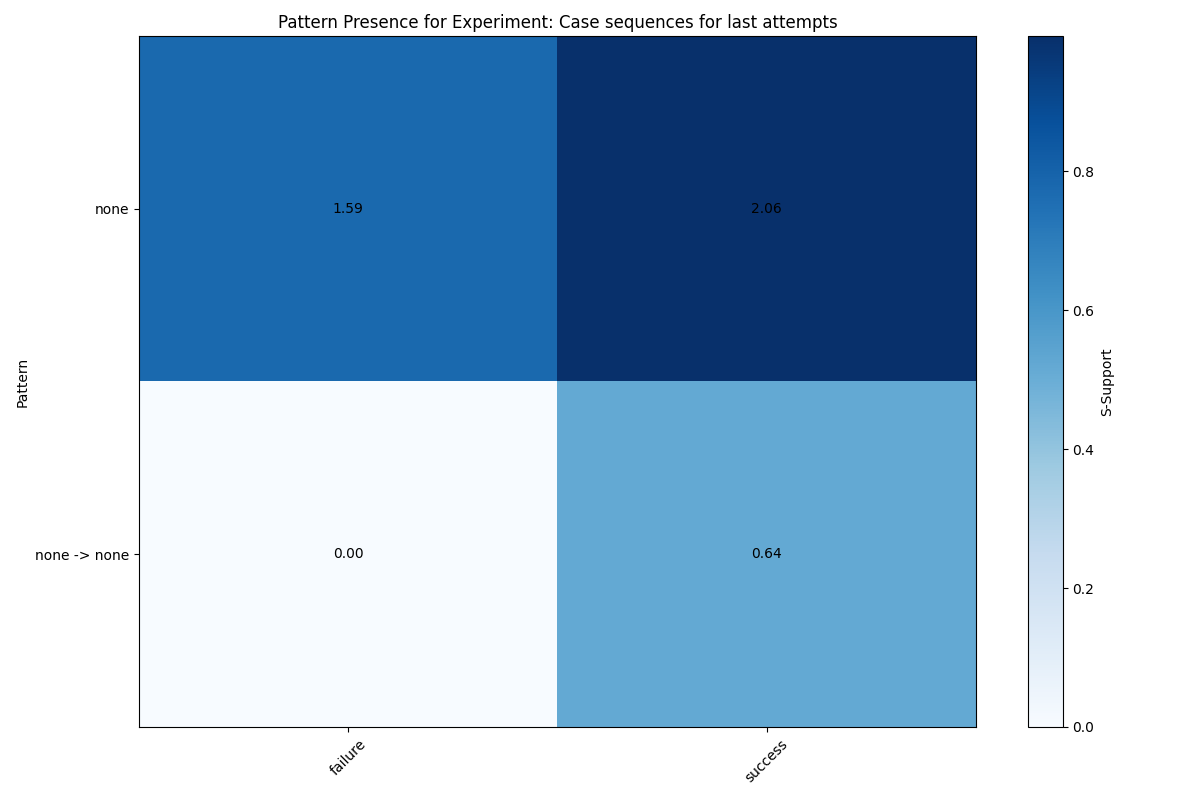 Pattern Presence for Experiment: Case sequences for last attempts
none
1.59
2.06
none -> none
0.00
0.64
Pattern
failure
success
0.8
0.6
0.4
0.2
0.0
S-Support